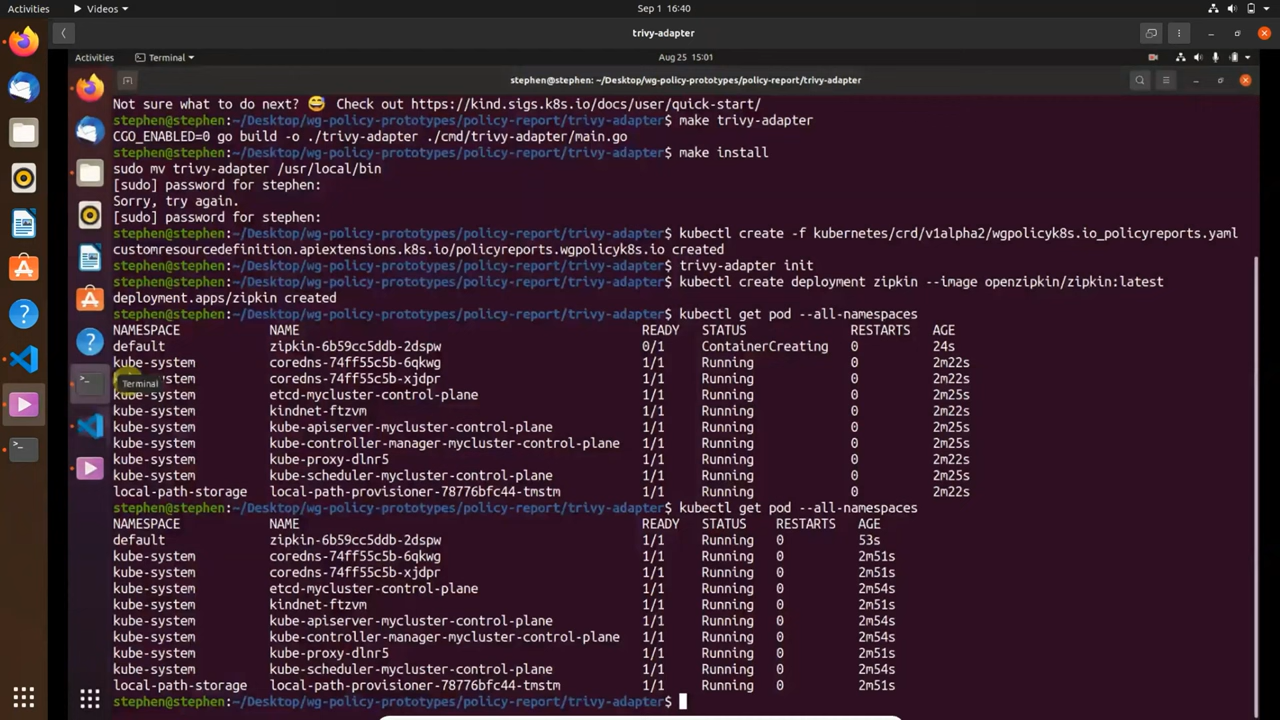 Activities Videos Sep 1 16:40
trivy-adapter
Activities Terminal Aug 25 15:01
stephen@stephen: ~/Desktop/wg-policy-prototypes/policy-report/trivy-adapter
Not sure what to do next? 😅 Check out https://kind.sigs.k8s.io/docs/user/quick-start/
stephen@stephen:~/Desktop/wg-policy-prototypes/policy-report/trivy-adapter$ make trivy-adapter
CGO_ENABLED=0 go build -o ./trivy-adapter ./cmd/trivy-adapter/main.go
stephen@stephen:~/Desktop/wg-policy-prototypes/policy-report/trivy-adapter$ make install
sudo mv trivy-adapter /usr/local/bin
[sudo] password for stephen:
Sorry, try again.
[sudo] password for stephen:
stephen@stephen:~/Desktop/wg-policy-prototypes/policy-report/trivy-adapter$ kubectl create -f kubernetes/crd/v1alpha2/wgpolicyk8s.io_policyreports.yaml
customresourcedefinition.apiextensions.k8s.io/policyreports.wgpolicyk8s.io created
stephen@stephen:~/Desktop/wg-policy-prototypes/policy-report/trivy-adapter$ trivy-adapter init
stephen@stephen:~/Desktop/wg-policy-prototypes/policy-report/trivy-adapter$ kubectl create deployment zipkin --image openzipkin/zipkin:latest
deployment.apps/zipkin created
stephen@stephen:~/Desktop/wg-policy-prototypes/policy-report/trivy-adapter$ kubectl get pod --all-namespaces
NAMESPACE NAME READY STATUS RESTARTS AGE
default zipkin-6b59cc5ddb-2dspw 0/1 ContainerCreating 0 24s
kube-system coredns-74ff55c5b-6qkwg 1/1 Running 0 2m22s
kube-system coredns-74ff55c5b-xjdpr 1/1 Running 0 2m22s
Terminal
kube-system etcd-mycluster-control-plane 1/1 Running 0 2m25s
kube-system kindnet-ftzvm 1/1 Running 0 2m22s
kube-system kube-apiserver-mycluster-control-plane 1/1 Running 0 2m25s
kube-system kube-controller-manager-mycluster-control-plane 1/1 Running 0 2m25s
kube-system kube-proxy-dlnr5 1/1 Running 0 2m22s
kube-system kube-scheduler-mycluster-control-plane 1/1 Running 0 2m25s
local-path-storage local-path-provisioner-78776bfc44-tmstm 1/1 Running 0 2m22s
stephen@stephen:~/Desktop/wg-policy-prototypes/policy-report/trivy-adapter$ kubectl get pod --all-namespaces
NAMESPACE NAME READY STATUS RESTARTS AGE
default zipkin-6b59cc5ddb-2dspw 1/1 Running 0 53s
kube-system coredns-74ff55c5b-6qkwg 1/1 Running 0 2m51s
kube-system coredns-74ff55c5b-xjdpr 1/1 Running 0 2m51s
kube-system etcd-mycluster-control-plane 1/1 Running 0 2m54s
kube-system kindnet-ftzvm 1/1 Running 0 2m51s
kube-system kube-apiserver-mycluster-control-plane 1/1 Running 0 2m54s
kube-system kube-controller-manager-mycluster-control-plane 1/1 Running 0 2m54s
kube-system kube-proxy-dlnr5 1/1 Running 0 2m51s
kube-system kube-scheduler-mycluster-control-plane 1/1 Running 0 2m54s
local-path-storage local-path-provisioner-78776bfc44-tmstm 1/1 Running 0 2m51s
stephen@stephen:~/Desktop/wg-policy-prototypes/policy-report/trivy-adapter$